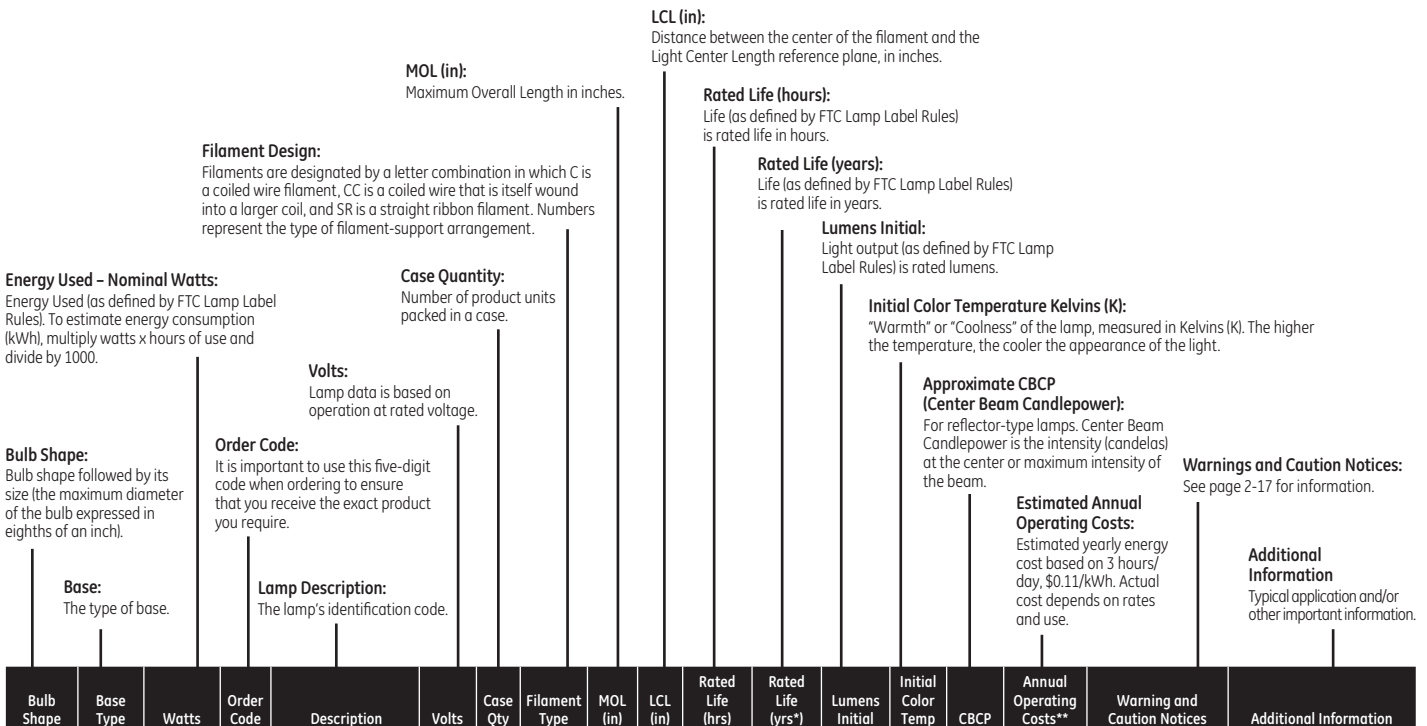 LCL (in):
Distance between the center of the filament and the
Light Center Length reference plane, in inches.
MOL (in):
Maximum Overall Length in inches.
Rated Life (hours):
Life (as defined by FTC Lamp Label Rules)
is rated life in hours.
Filament Design:
Filaments are designated by a letter combination in which C is
a coiled wire filament, CC is a coiled wire that is itself wound
into a larger coil, and SR is a straight ribbon filament. Numbers
represent the type of filament-support arrangement.
Rated Life (years):
Life (as defined by FTC Lamp Label Rules)
is rated life in years.
Lumens Initial:
Light output (as defined by FTC Lamp
Label Rules) is rated lumens.
Energy Used – Nominal Watts:
Energy Used (as defined by FTC Lamp Label
Rules). To estimate energy consumption
(kWh), multiply watts x hours of use and
divide by 1000.
Case Quantity:
Number of product units
packed in a case.
Initial Color Temperature Kelvins (K):
"Warmth" or "Coolness" of the lamp, measured in Kelvins (K). The higher
the temperature, the cooler the appearance of the light.
Volts:
Lamp data is based on
operation at rated voltage.
Approximate CBCP
(Center Beam Candlepower):
For reflector-type lamps. Center Beam
Candlepower is the intensity (candelas)
at the center or maximum intensity of
the beam.
Bulb Shape:
Bulb shape followed by its
size (the maximum diameter
of the bulb expressed in
eighths of an inch).
Order Code:
It is important to use this five-digit
code when ordering to ensure
that you receive the exact product
you require.
Warnings and Caution Notices:
See page 2-17 for information.
Estimated Annual
Operating Costs:
Estimated yearly energy
cost based on 3 hours/
day, $0.11/kWh. Actual
cost depends on rates
and use.
Additional
Information
Typical application and/or
other important information.
Base:
The type of base.
Lamp Description:
The lamp's identification code.
Bulb
Shape
Base
Type
Watts
Order
Code
Description
Volts
Case
Qty
Filament
Type
MOL
(in)
LCL
(in)
Rated
Life
(hrs)
Rated
Life
(yrs*)
Lumens
Initial
Initial
Color
Temp
CBCP
Annual
Operating
Costs**
Warning and
Caution Notices
Additional Information